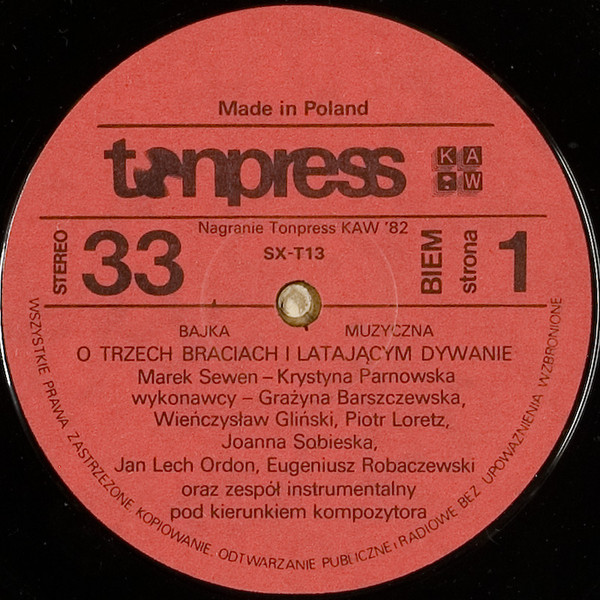 Made in Poland
tonpress KAW
Nagranie Tonpress KAW '82
STEREO 33 SX-T13 BIEM strona 1
BAJKA MUZYCZNA
O TRZECH BRACIACH I LATAJĄCYM DYWANIE
Marek Sewen – Krystyna Parnowska
wykonawcy – Grażyna Barszczewska,
Wieńczysław Gliński, Piotr Loretz,
Joanna Sobieska,
Jan Lech Ordon, Eugeniusz Robaczewski
oraz zespół instrumentalny
pod kierunkiem kompozytora
WSZYSTKIE PRAWA ZASTRZEŻONE. KOPIOWANIE, ODTWARZANIE PUBLICZNE I RADIOWE BEZ UPOWAŻNIENIA WZBRONIONE